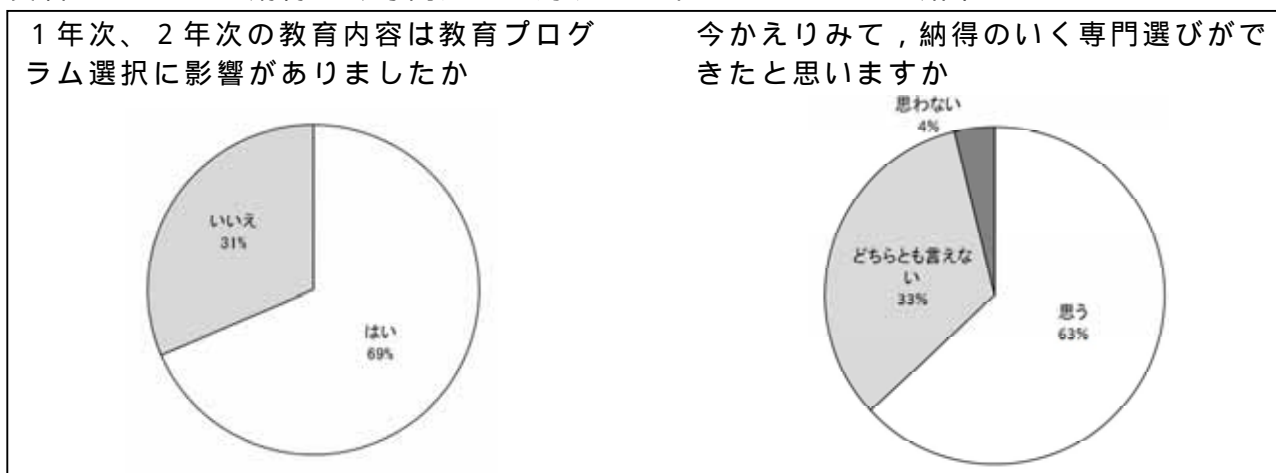 1年次、2年次の教育内容は教育プログ
ラム選択に影響がありましたか
いいえ
31%
はい
69%
今かえりみて,納得のいく専門選びがで
きたと思いますか
思わない
4%
どちらとも言えな
い
33%
思う
63%